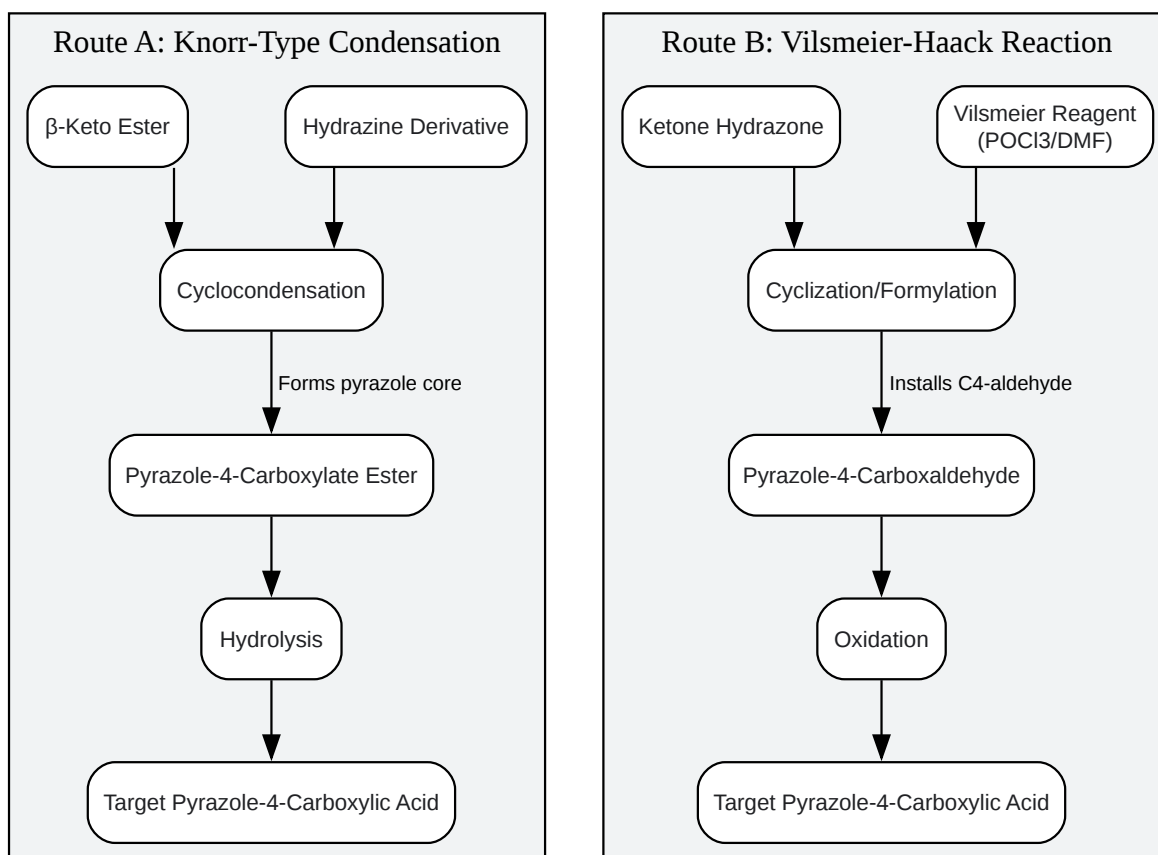 Route A: Knorr-Type Condensation
β-Keto Ester
Hydrazine Derivative
Cyclocondensation
Forms pyrazole core
Pyrazole-4-Carboxylate Ester
Hydrolysis
Target Pyrazole-4-Carboxylic Acid
Route B: Vilsmeier-Haack Reaction
Ketone Hydrazone
Vilsmeier Reagent
(POCl3/DMF)
Cyclization/Formylation
Installs C4-aldehyde
Pyrazole-4-Carboxaldehyde
Oxidation
Target Pyrazole-4-Carboxylic Acid